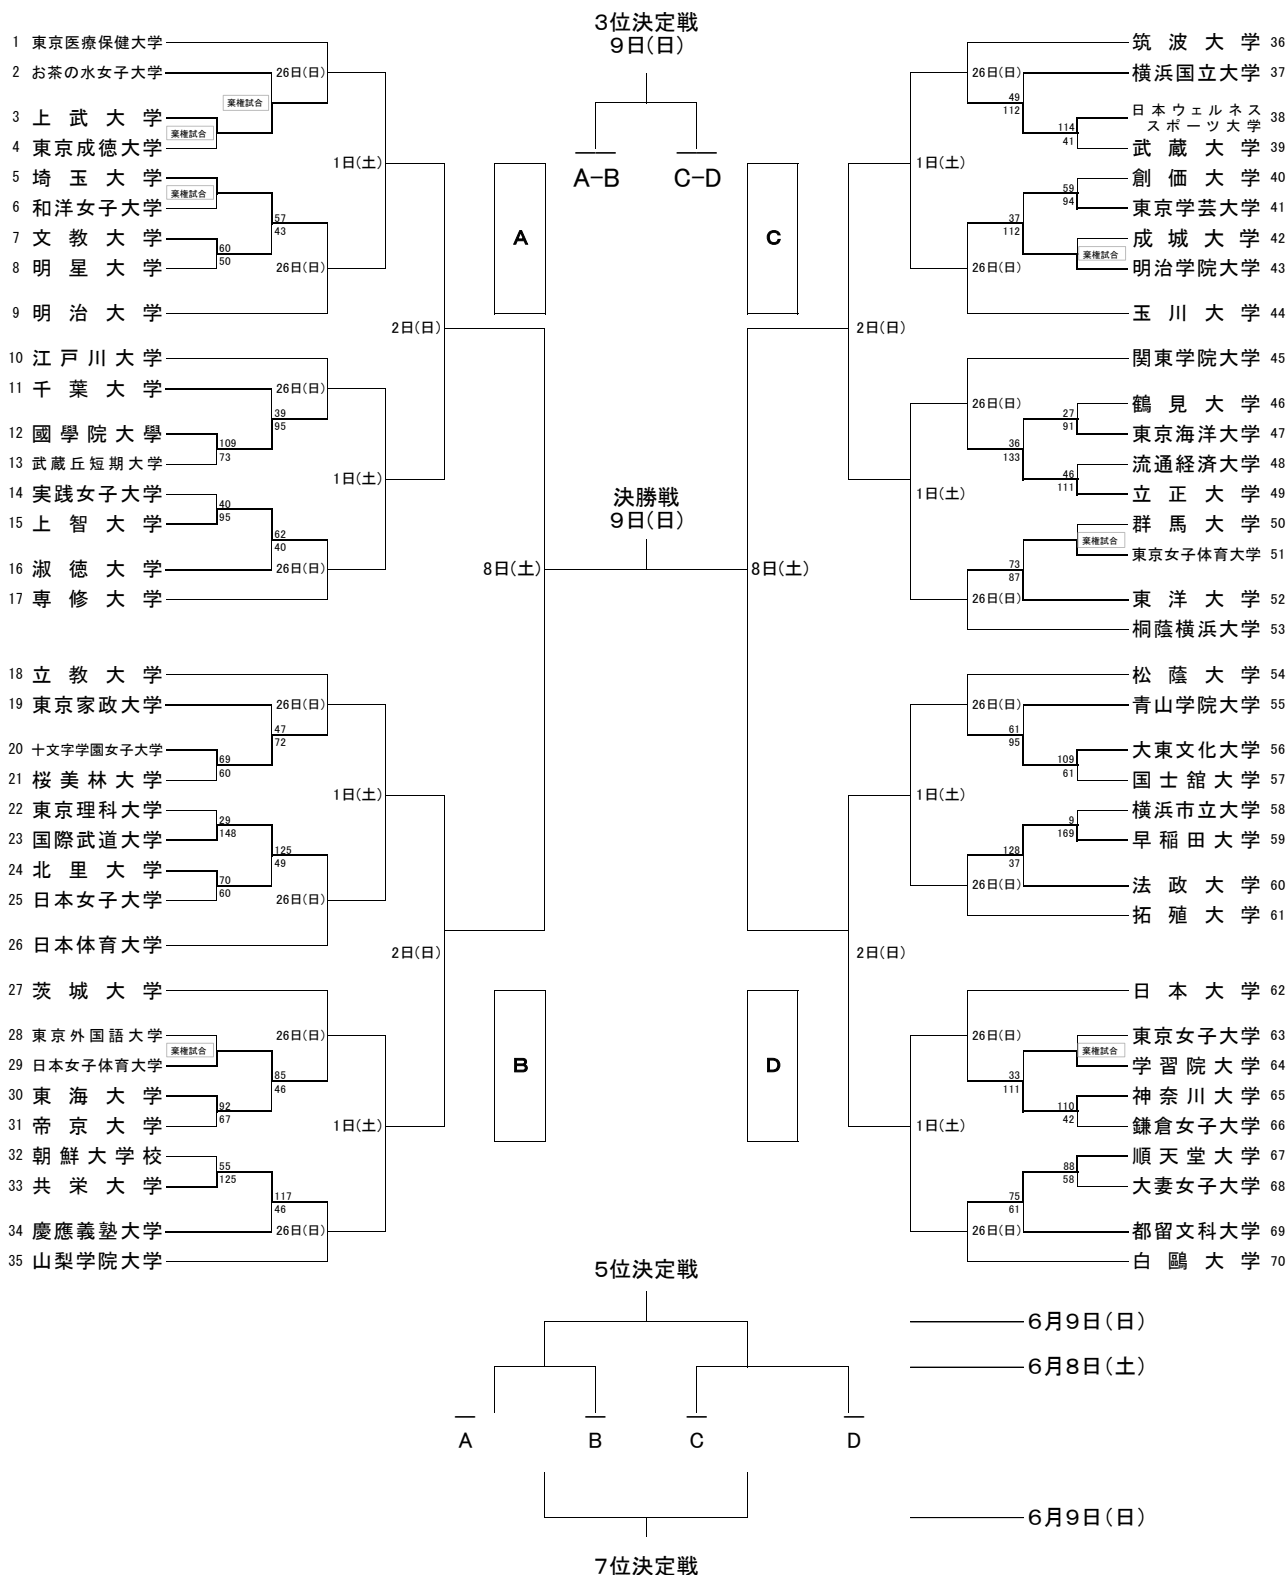 3位決定戦
9日(日)
A-B
C-D
1 東京医療保健大学
2 お茶の水女子大学
26日(日)
棄権試合
3 上武大学
棄権試合
4 東京成徳大学
1日(土)
5 埼玉大学
棄権試合
6 和洋女子大学
57
43
7 文教大学
60
50
8 明星大学
26日(日)
9 明治大学
2日(日)
10 江戸川大学
11 千葉大学
26日(日)
39
95
12 國學院大學
109
73
13 武蔵丘短期大学
1日(土)
14 実践女子大学
40
95
15 上智大学
62
40
16 淑徳大学
26日(日)
17 専修大学
8日(土)
18 立教大学
19 東京家政大学
26日(日)
47
72
20 十文字学園女子大学
69
60
21 桜美林大学
1日(土)
22 東京理科大学
29
148
23 国際武道大学
125
49
24 北里大学
70
60
25 日本女子大学
26日(日)
26 日本体育大学
2日(日)
27 茨城大学
28 東京外国語大学
26日(日)
棄権試合
29 日本女子体育大学
85
46
30 東海大学
92
67
31 帝京大学
1日(土)
32 朝鮮大学校
55
125
33 共栄大学
117
46
34 慶應義塾大学
26日(日)
35 山梨学院大学
A
B
C
D
決勝戦
9日(日)
筑波大学 36
26日(日)
横浜国立大学 37
49
112
日本ウェルネス
スポーツ大学 38
114
41
武蔵大学 39
1日(土)
創価大学 40
59
94
東京学芸大学 41
37
112
成城大学 42
棄権試合
明治学院大学 43
26日(日)
玉川大学 44
2日(日)
関東学院大学 45
26日(日)
鶴見大学 46
27
91
東京海洋大学 47
36
133
流通経済大学 48
46
111
立正大学 49
1日(土)
群馬大学 50
棄権試合
東京女子体育大学 51
73
87
東洋大学 52
26日(日)
桐蔭横浜大学 53
8日(土)
松蔭大学 54
26日(日)
青山学院大学 55
61
95
大東文化大学 56
109
61
国士舘大学 57
1日(土)
横浜市立大学 58
9
169
早稲田大学 59
128
37
法政大学 60
26日(日)
拓殖大学 61
2日(日)
日本大学 62
26日(日)
東京女子大学 63
棄権試合
学習院大学 64
33
111
神奈川大学 65
110
42
鎌倉女子大学 66
1日(土)
順天堂大学 67
88
58
大妻女子大学 68
75
61
都留文科大学 69
26日(日)
白鷗大学 70
5位決定戦
6月9日(日)
6月8日(土)
A
B
C
D
6月9日(日)
7位決定戦